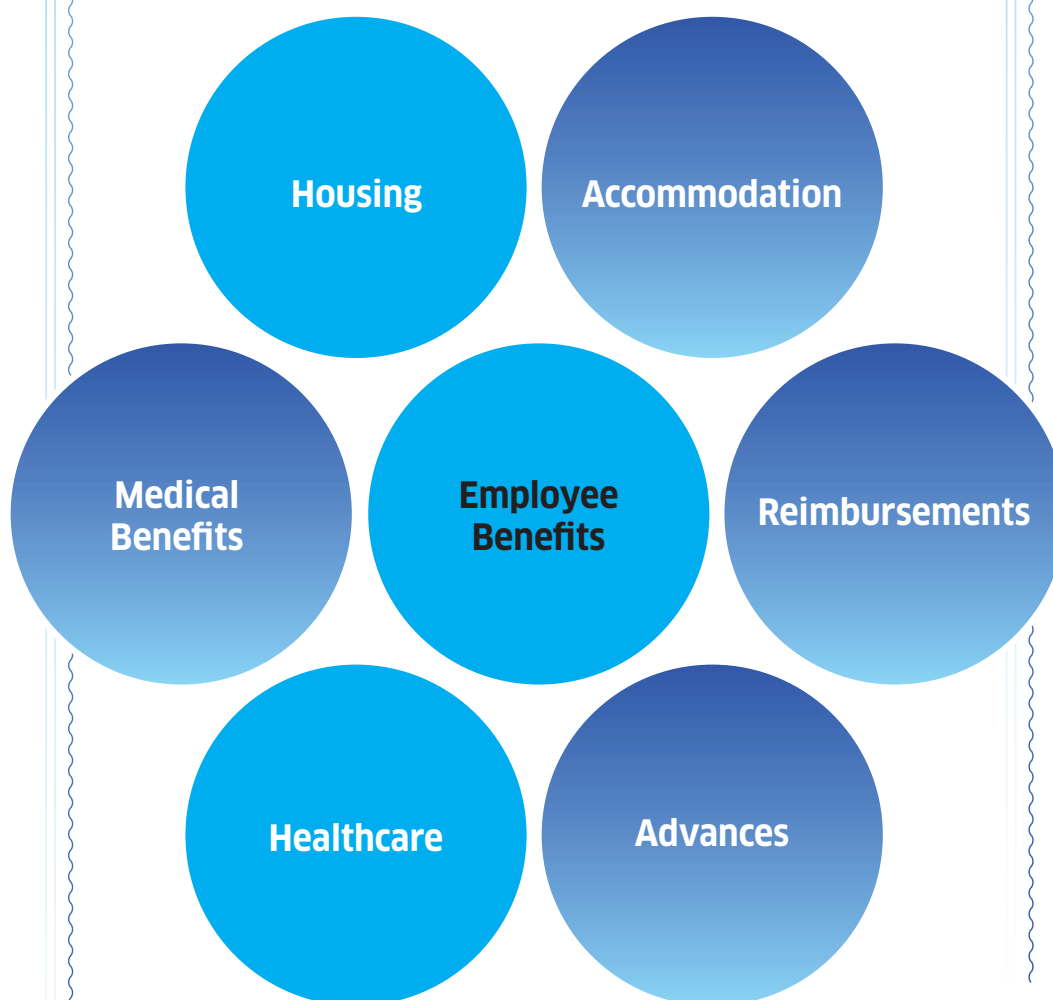 Housing
Accommodation
Medical
Benefits
Employee
Benefits
Reimbursements
Healthcare
Advances